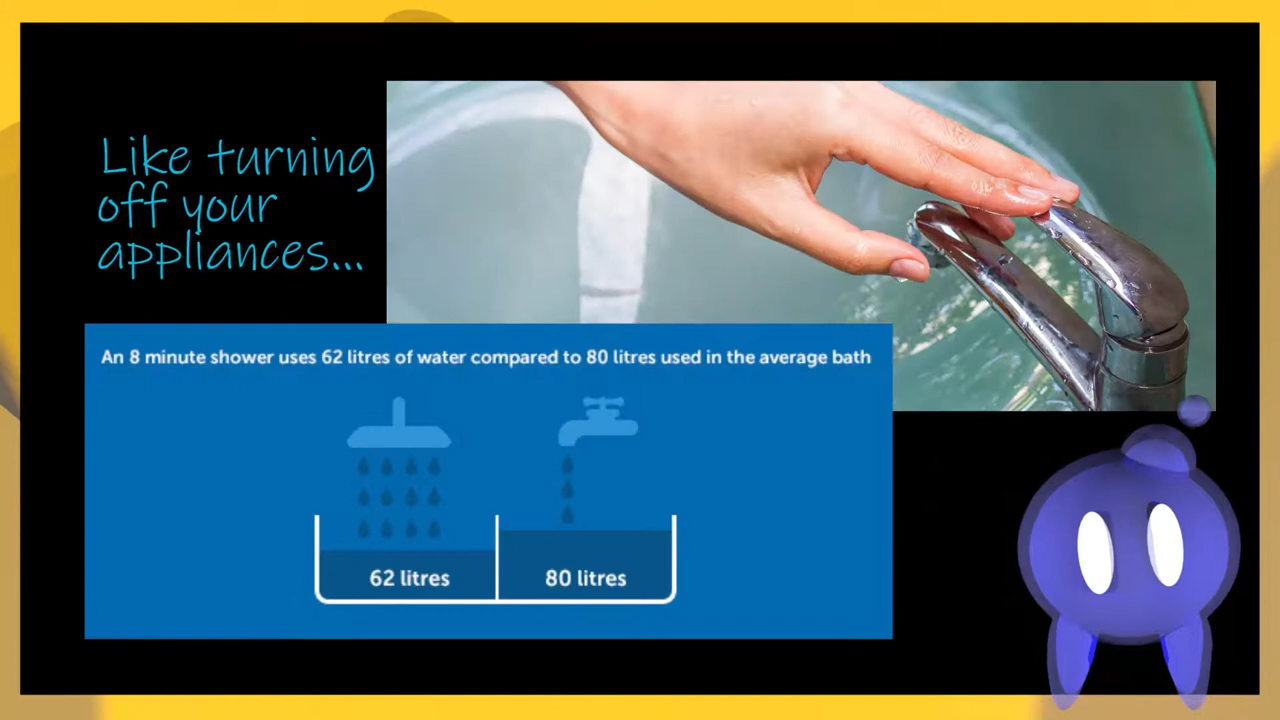 Like turning
off your
appliances...
An 8 minute shower uses 62 litres of water compared to 80 litres used in the average bath
62 litres
80 litres